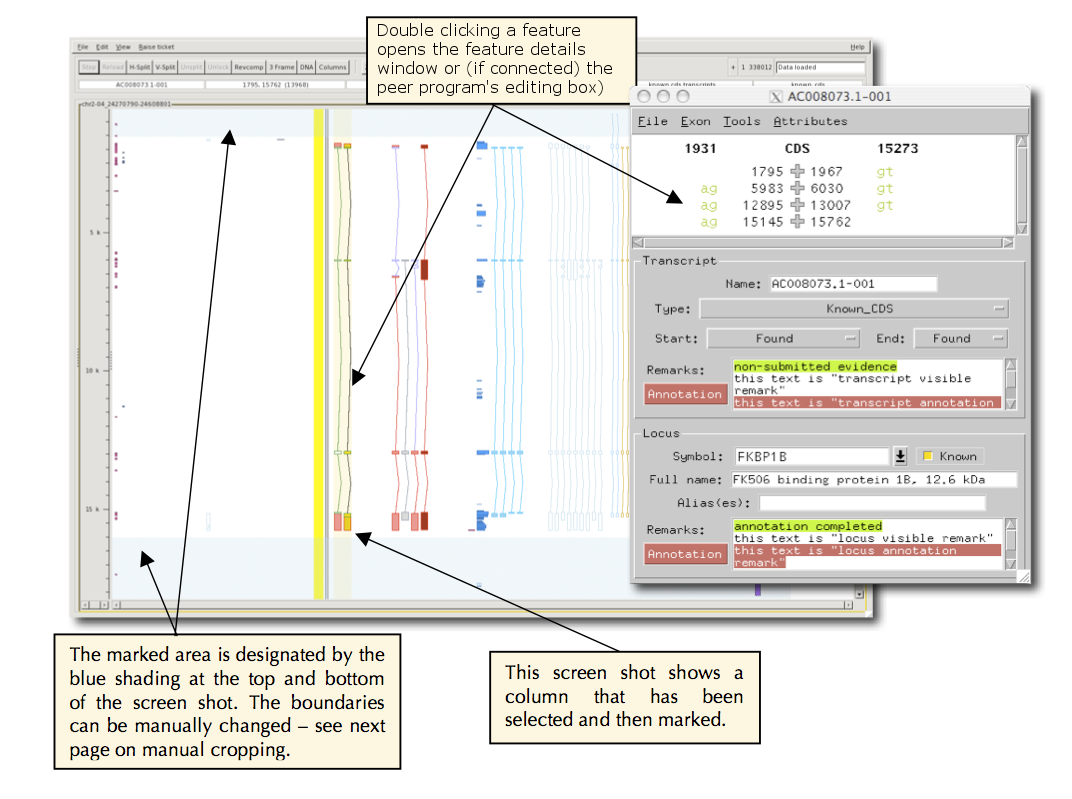 Double clicking a feature
opens the feature details
window or (if connected) the
peer program's editing box)
File Edit View Raise ticket
Help
Stop Reload H-Split V-Split Unsplit Unlock Revcomp 3 Frame DNA Columns
+ 1 338012 Data loaded
AC008073.1-001 1795, 15762 (13968) known cds transcripts known cds
chr2-04_24270790-24608801
5 k
10 k
15 k
AC008073.1-001
File Exon Tools Attributes
1931 CDS 15273
1795 1967 gt
ag 5983 6030 gt
ag 12895 13007 gt
ag 15145 15762
Transcript
Name: AC008073.1-001
Type: Known_CDS
Start: Found End: Found
Remarks: non-submitted evidence
this text is "transcript visible
remark"
Annotation this text is "transcript annotation
Locus
Symbol: FKBP1B Known
Full name: FK506 binding protein 1B, 12.6 kDa
Alias(es):
Remarks: annotation completed
this text is "locus visible remark"
Annotation this text is "locus annotation
remark"
The marked area is designated by the
blue shading at the top and bottom
of the screen shot. The boundaries
can be manually changed – see next
page on manual cropping.
This screen shot shows a
column that has been
selected and then marked.